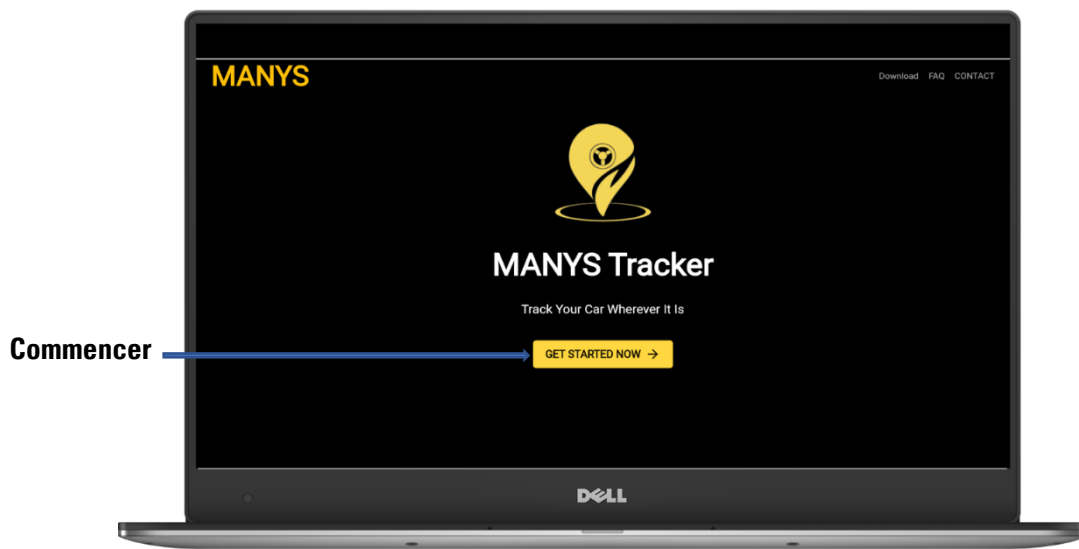 MANYS
Download FAQ CONTACT
MANYS Tracker
Track Your Car Wherever It Is
Commencer
GET STARTED NOW →
DELL